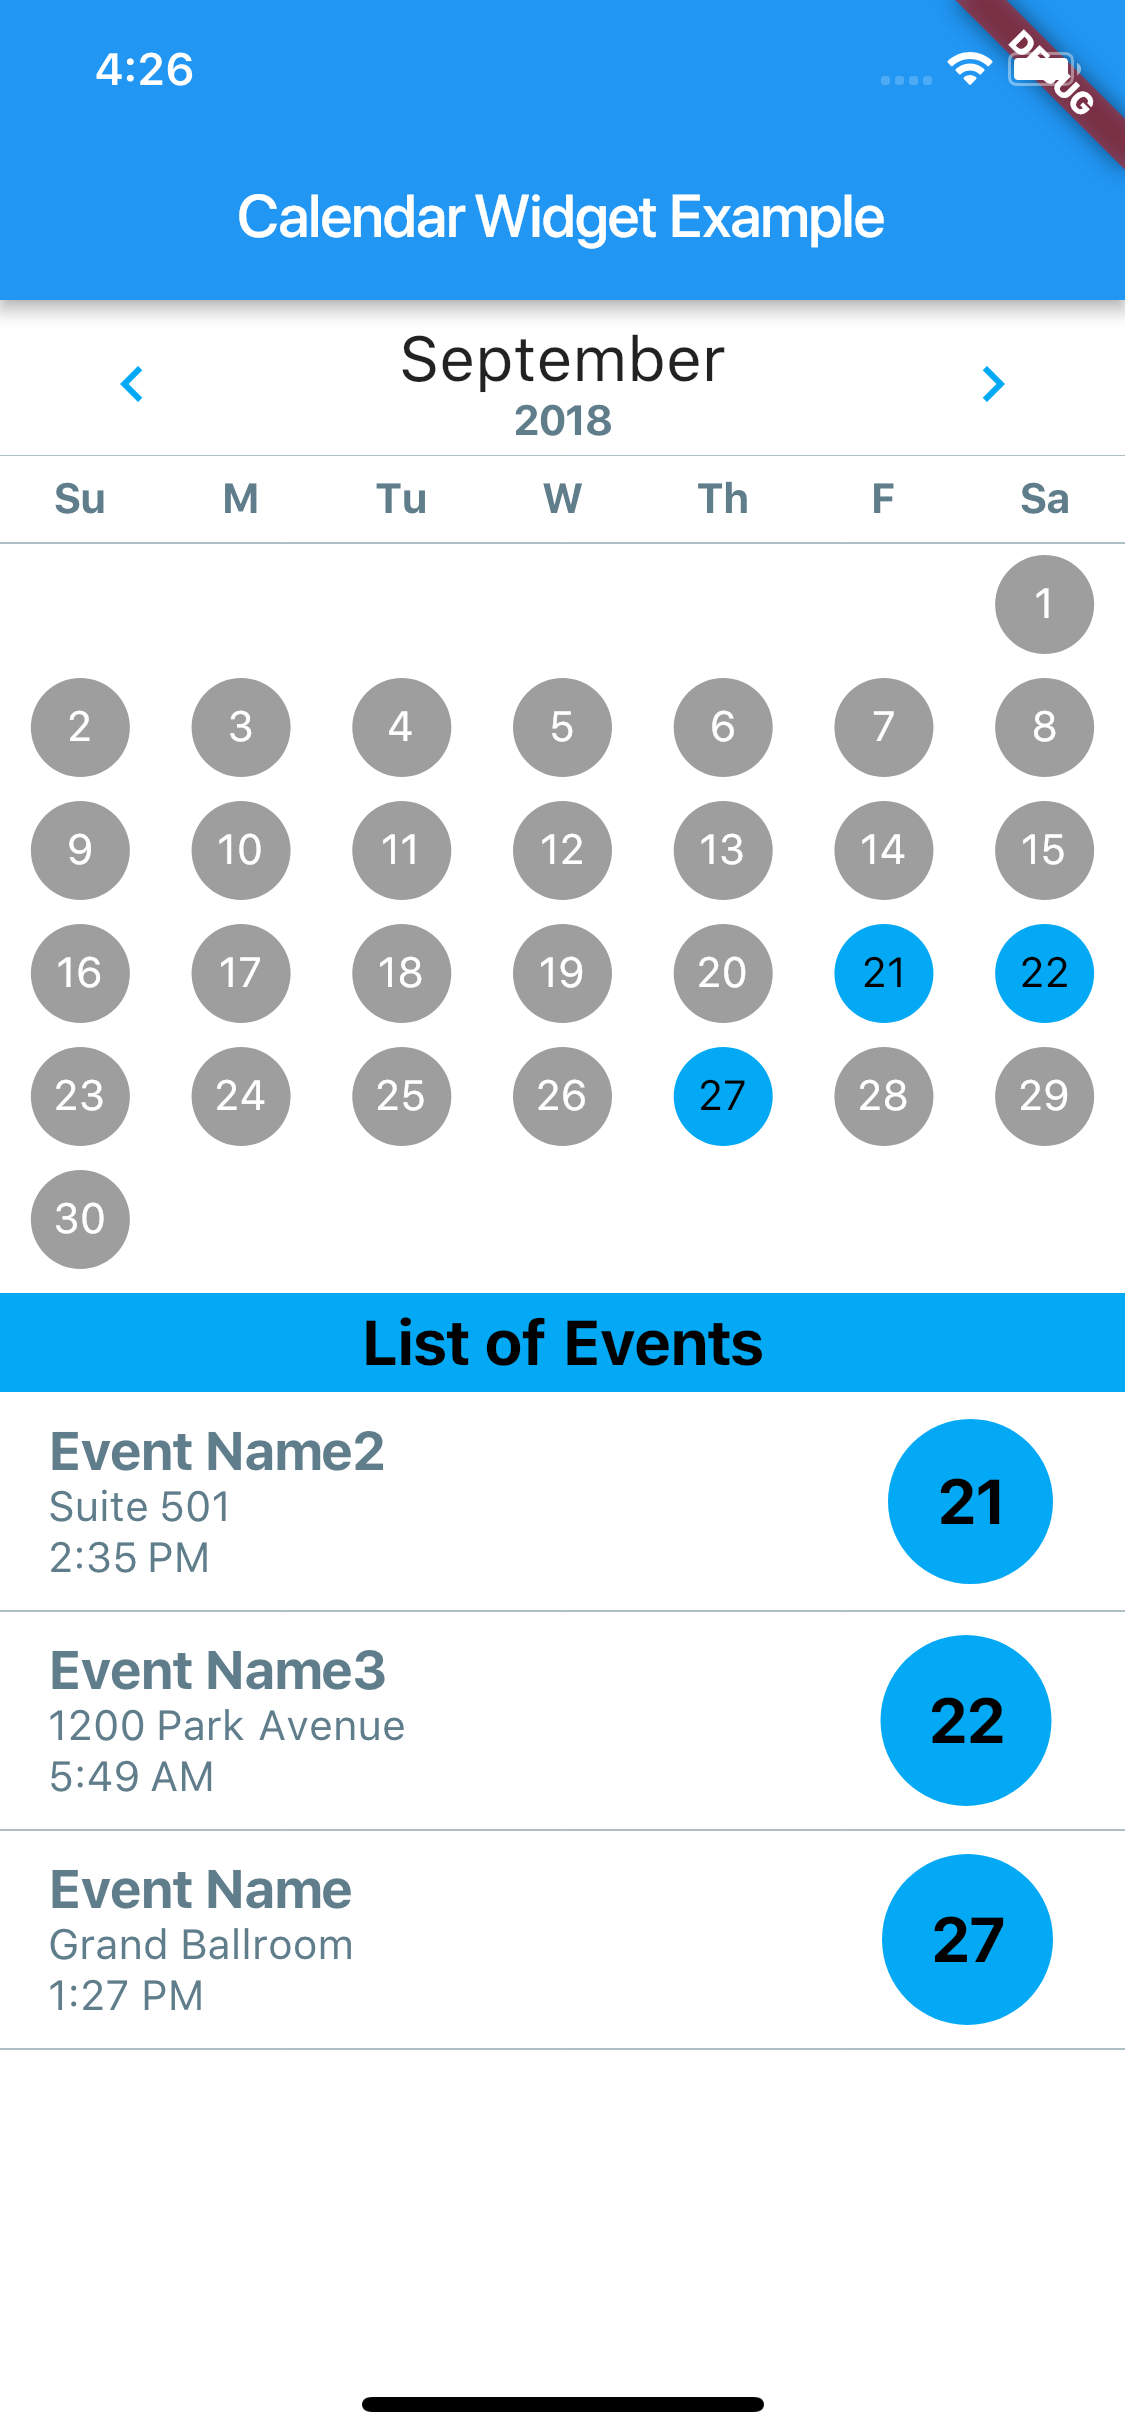 4:26
DEBUG
Calendar Widget Example
September
2018
Su M Tu W Th F Sa
1
2 3 4 5 6 7 8
9 10 11 12 13 14 15
16 17 18 19 20 21 22
23 24 25 26 27 28 29
30
List of Events
Event Name2
Suite 501
2:35 PM
21
Event Name3
1200 Park Avenue
5:49 AM
22
Event Name
Grand Ballroom
1:27 PM
27